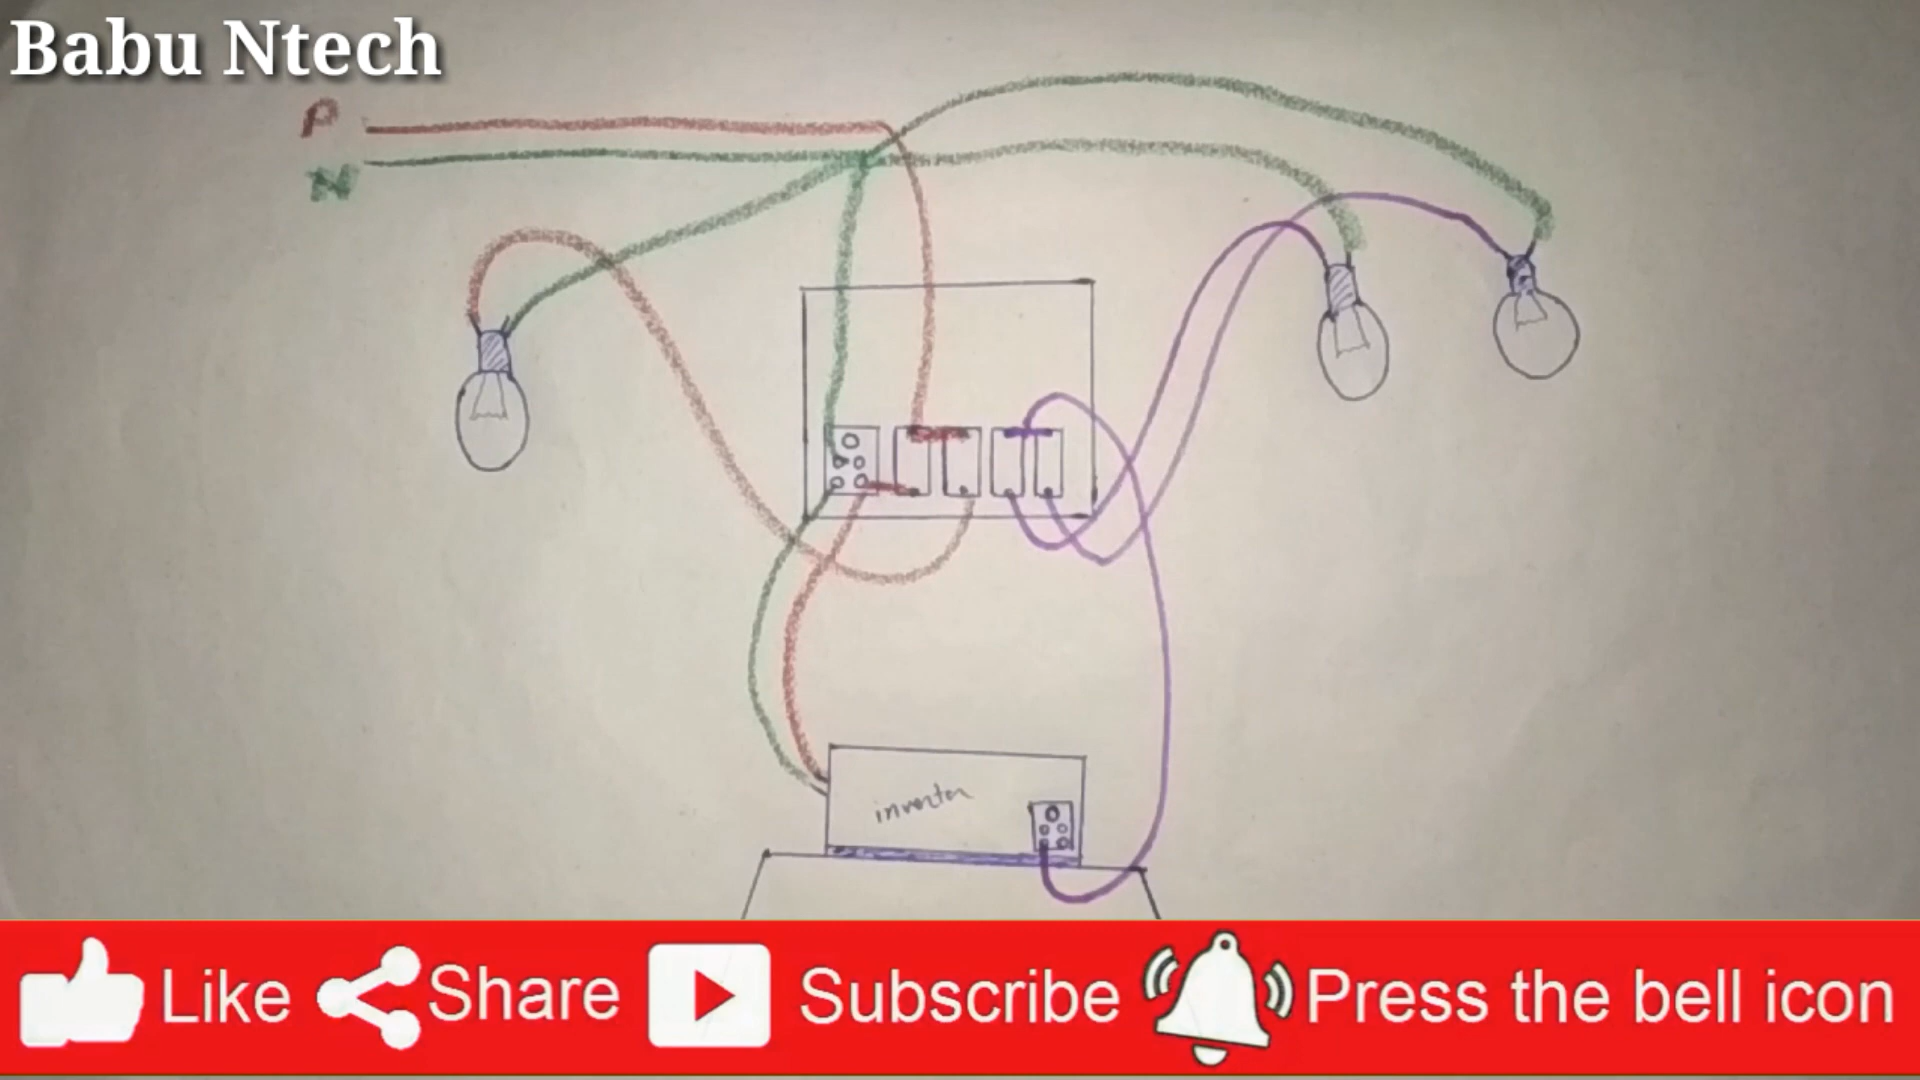 Babu Ntech
P
N
inverter
Like Share Subscribe Press the bell icon